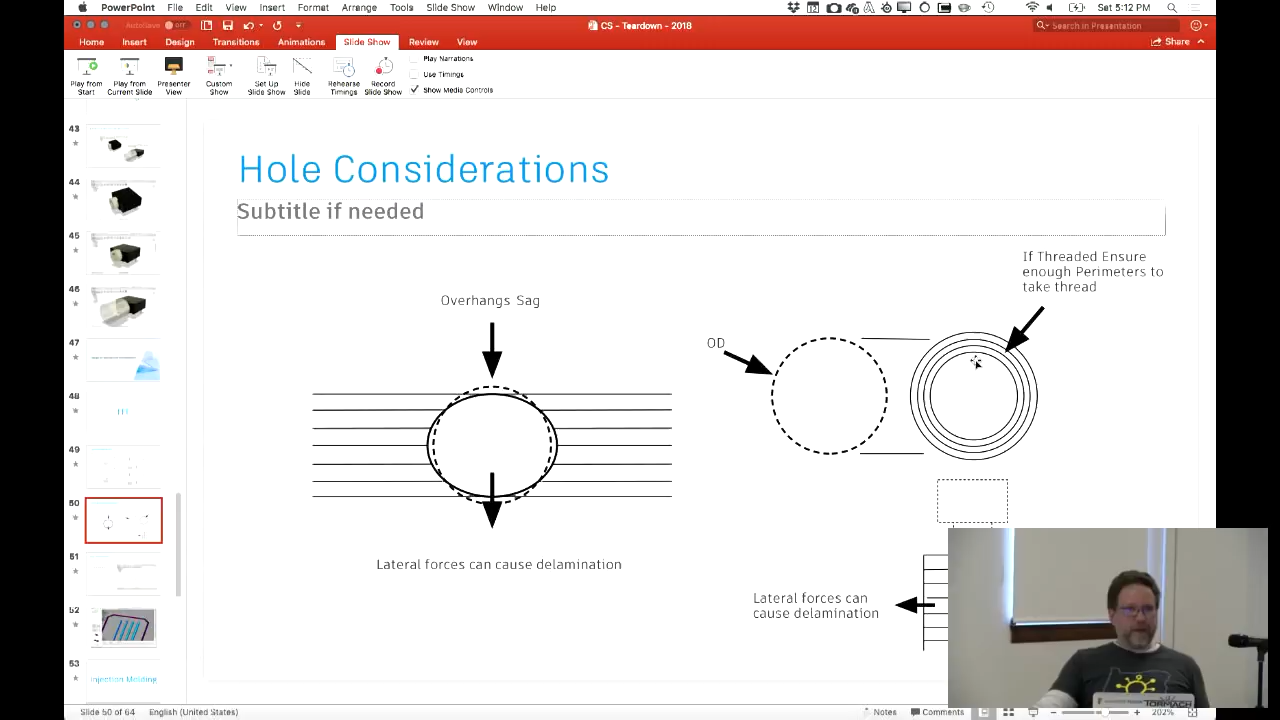 PowerPoint File Edit View Insert Format Arrange Tools Slide Show Window Help
Sat 5:12 PM
AutoSave off
CS - Teardown - 2018
Search in Presentation
Home Insert Design Transitions Animations Slide Show Review View
Share
Play from Start
Play from Current Slide
Presenter View
Custom Show
Set Up Slide Show
Hide Slide
Rehearse Timings
Record Slide Show
Play Narrations
Use Timings
Show Media Controls
43
44
45
46
47
48
49
50
51
52
53
Injection Molding
Hole Considerations
Subtitle if needed
Overhangs Sag
Lateral forces can cause delamination
OD
If Threaded Ensure
enough Perimeters to
take thread
Lateral forces can
cause delamination
TORMACH
Slide 50 of 64
English (United States)
Notes
Comments
202%